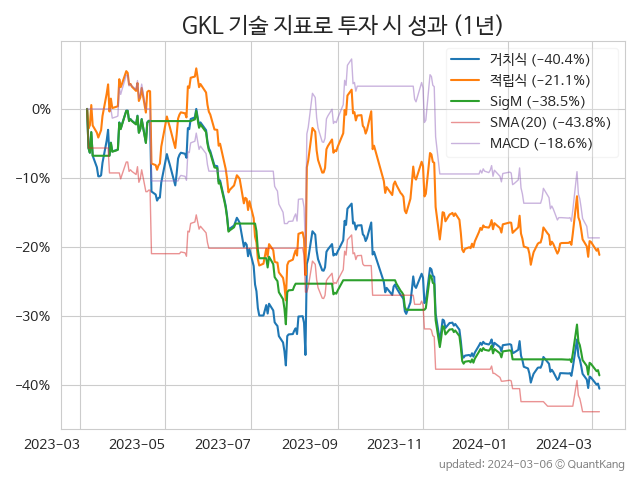 GKL 기술 지표로 투자 시 성과 (1년)
거치식 (−40.4%)
적립식 (−21.1%)
SigM (−38.5%)
SMA(20) (−43.8%)
MACD (−18.6%)
0%
−10%
−20%
−30%
−40%
2023−03 2023−05 2023−07 2023−09 2023−11 2024−01 2024−03
updated: 2024−03−06 ⓒ QuantKang